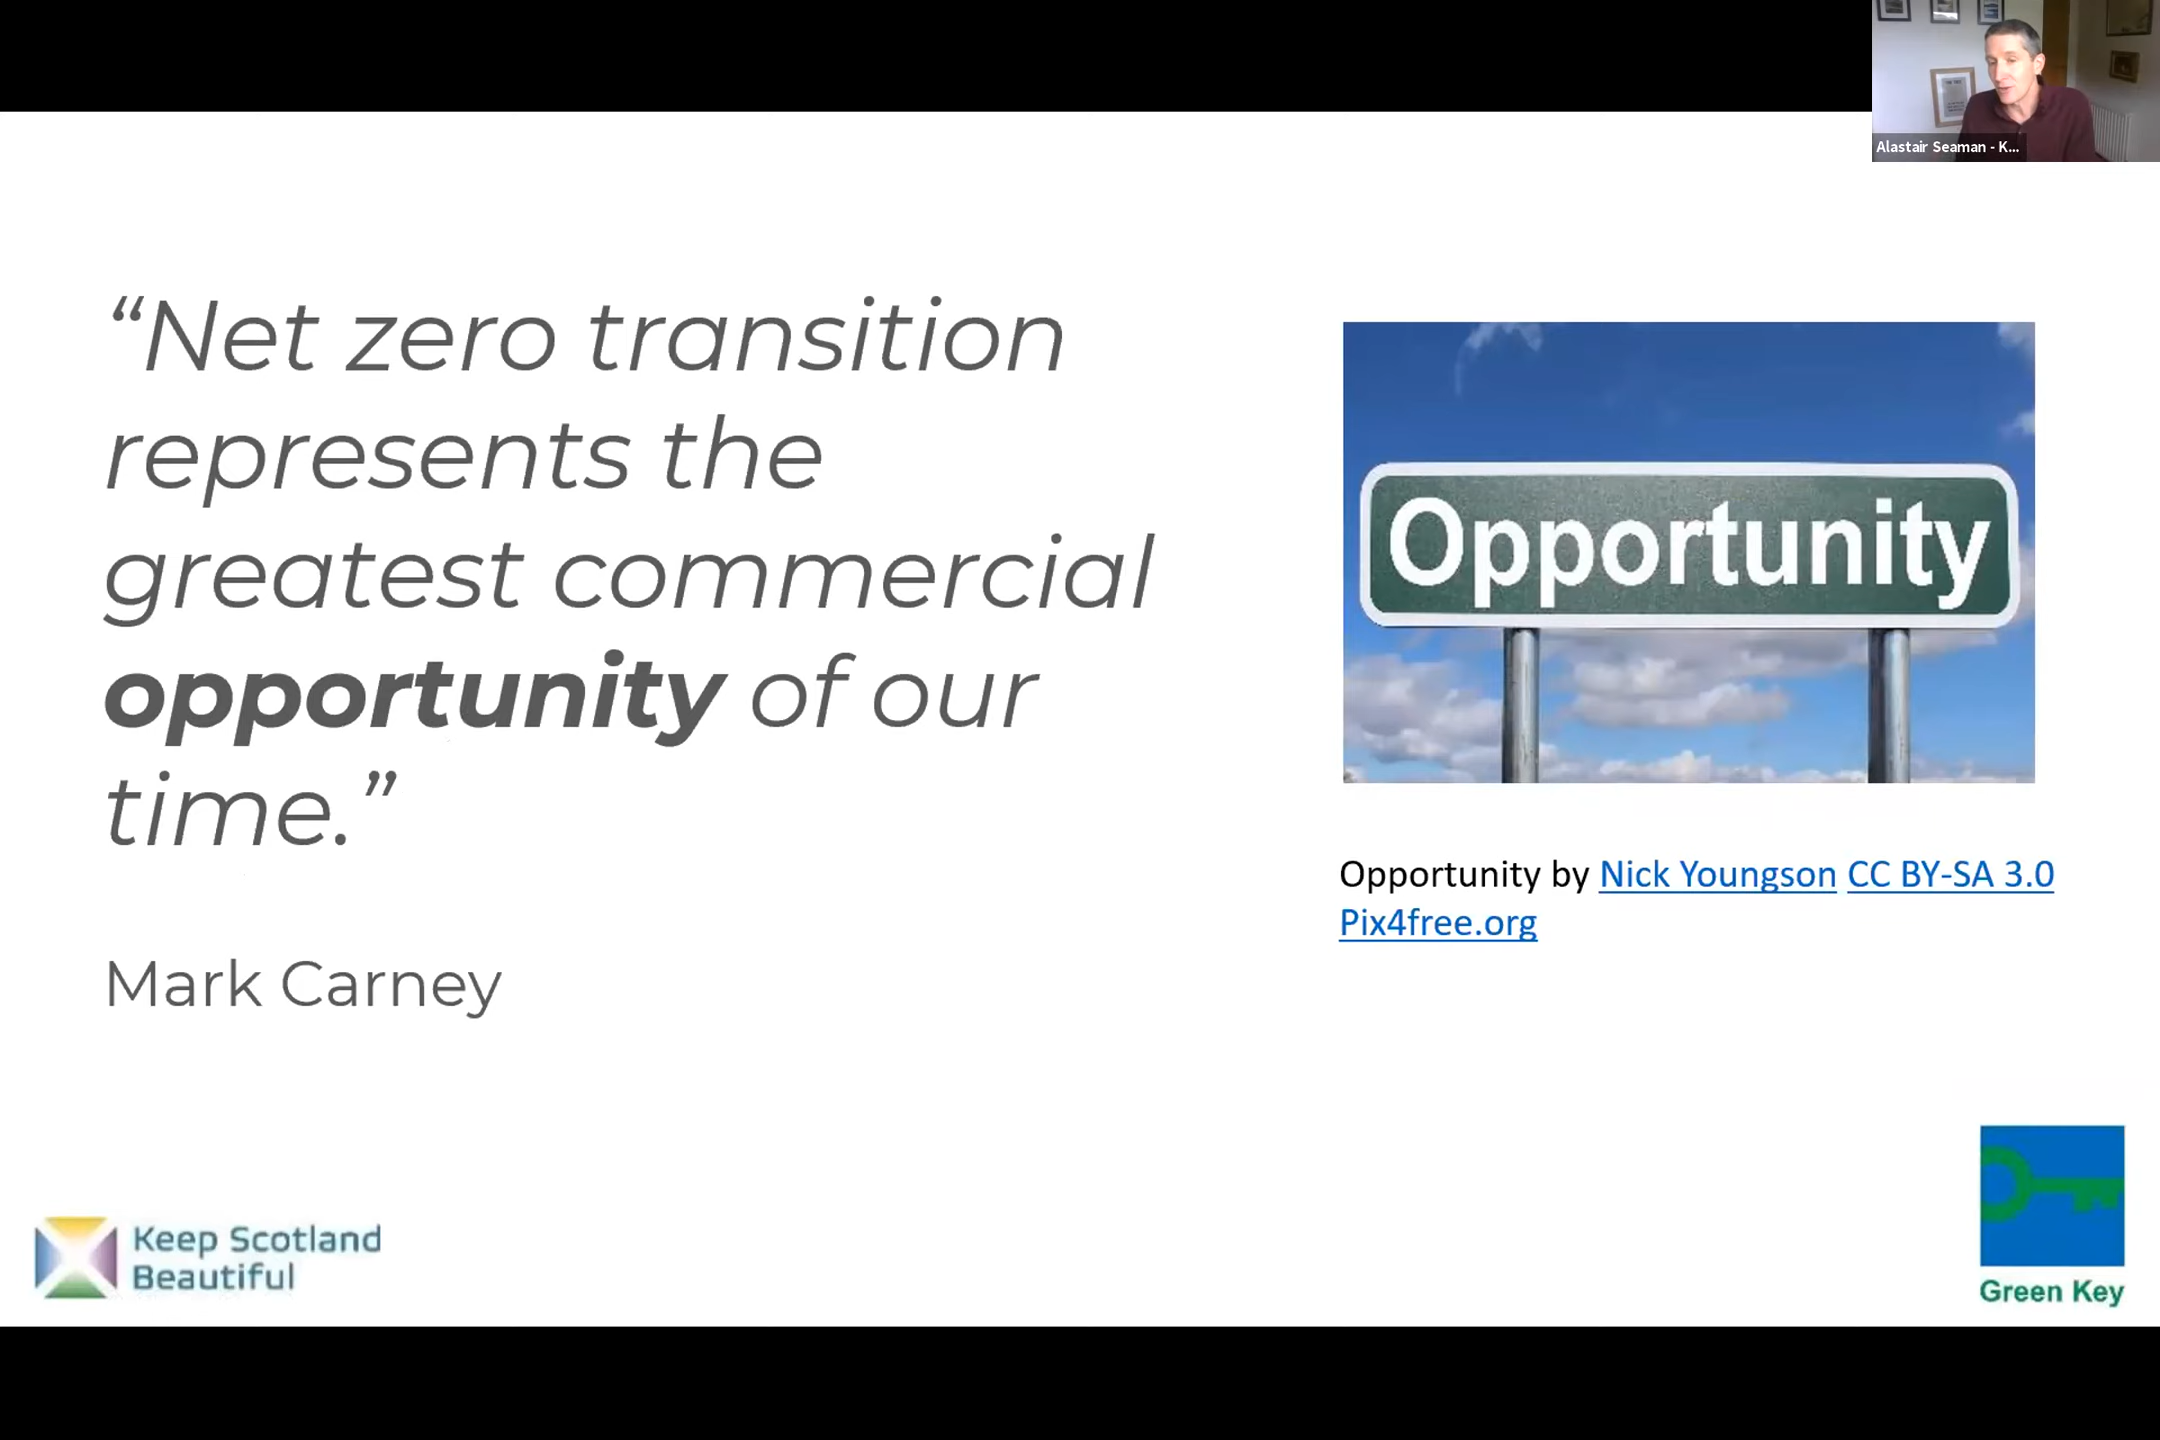 Alastair Seaman - K...
“Net zero transition
represents the
greatest commercial
opportunity of our
time.”
Mark Carney
Opportunity
Opportunity by Nick Youngson CC BY-SA 3.0
Pix4free.org
Keep Scotland
Beautiful
Green Key